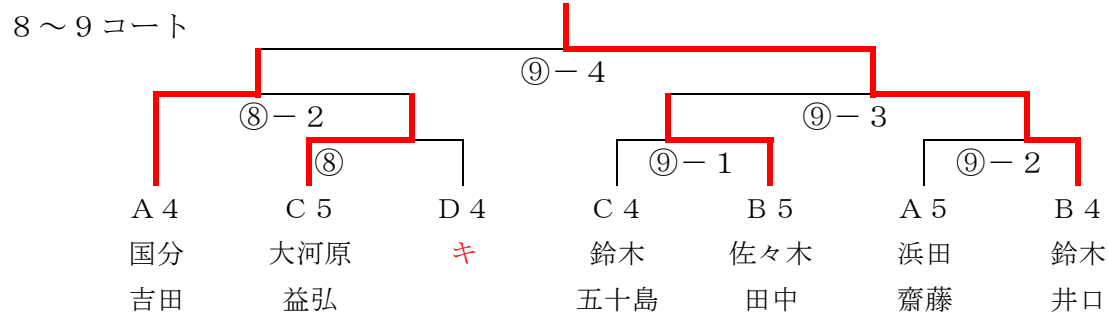 ８～９コート
⑨－４
⑧－２ ⑨－３
⑧ ⑨－１ ⑨－２
Ａ４ Ｃ５ Ｄ４ Ｃ４ Ｂ５ Ａ５ Ｂ４
国分 大河原 キ 鈴木 佐々木 浜田 鈴木
吉田 益弘 五十島 田中 齋藤 井口